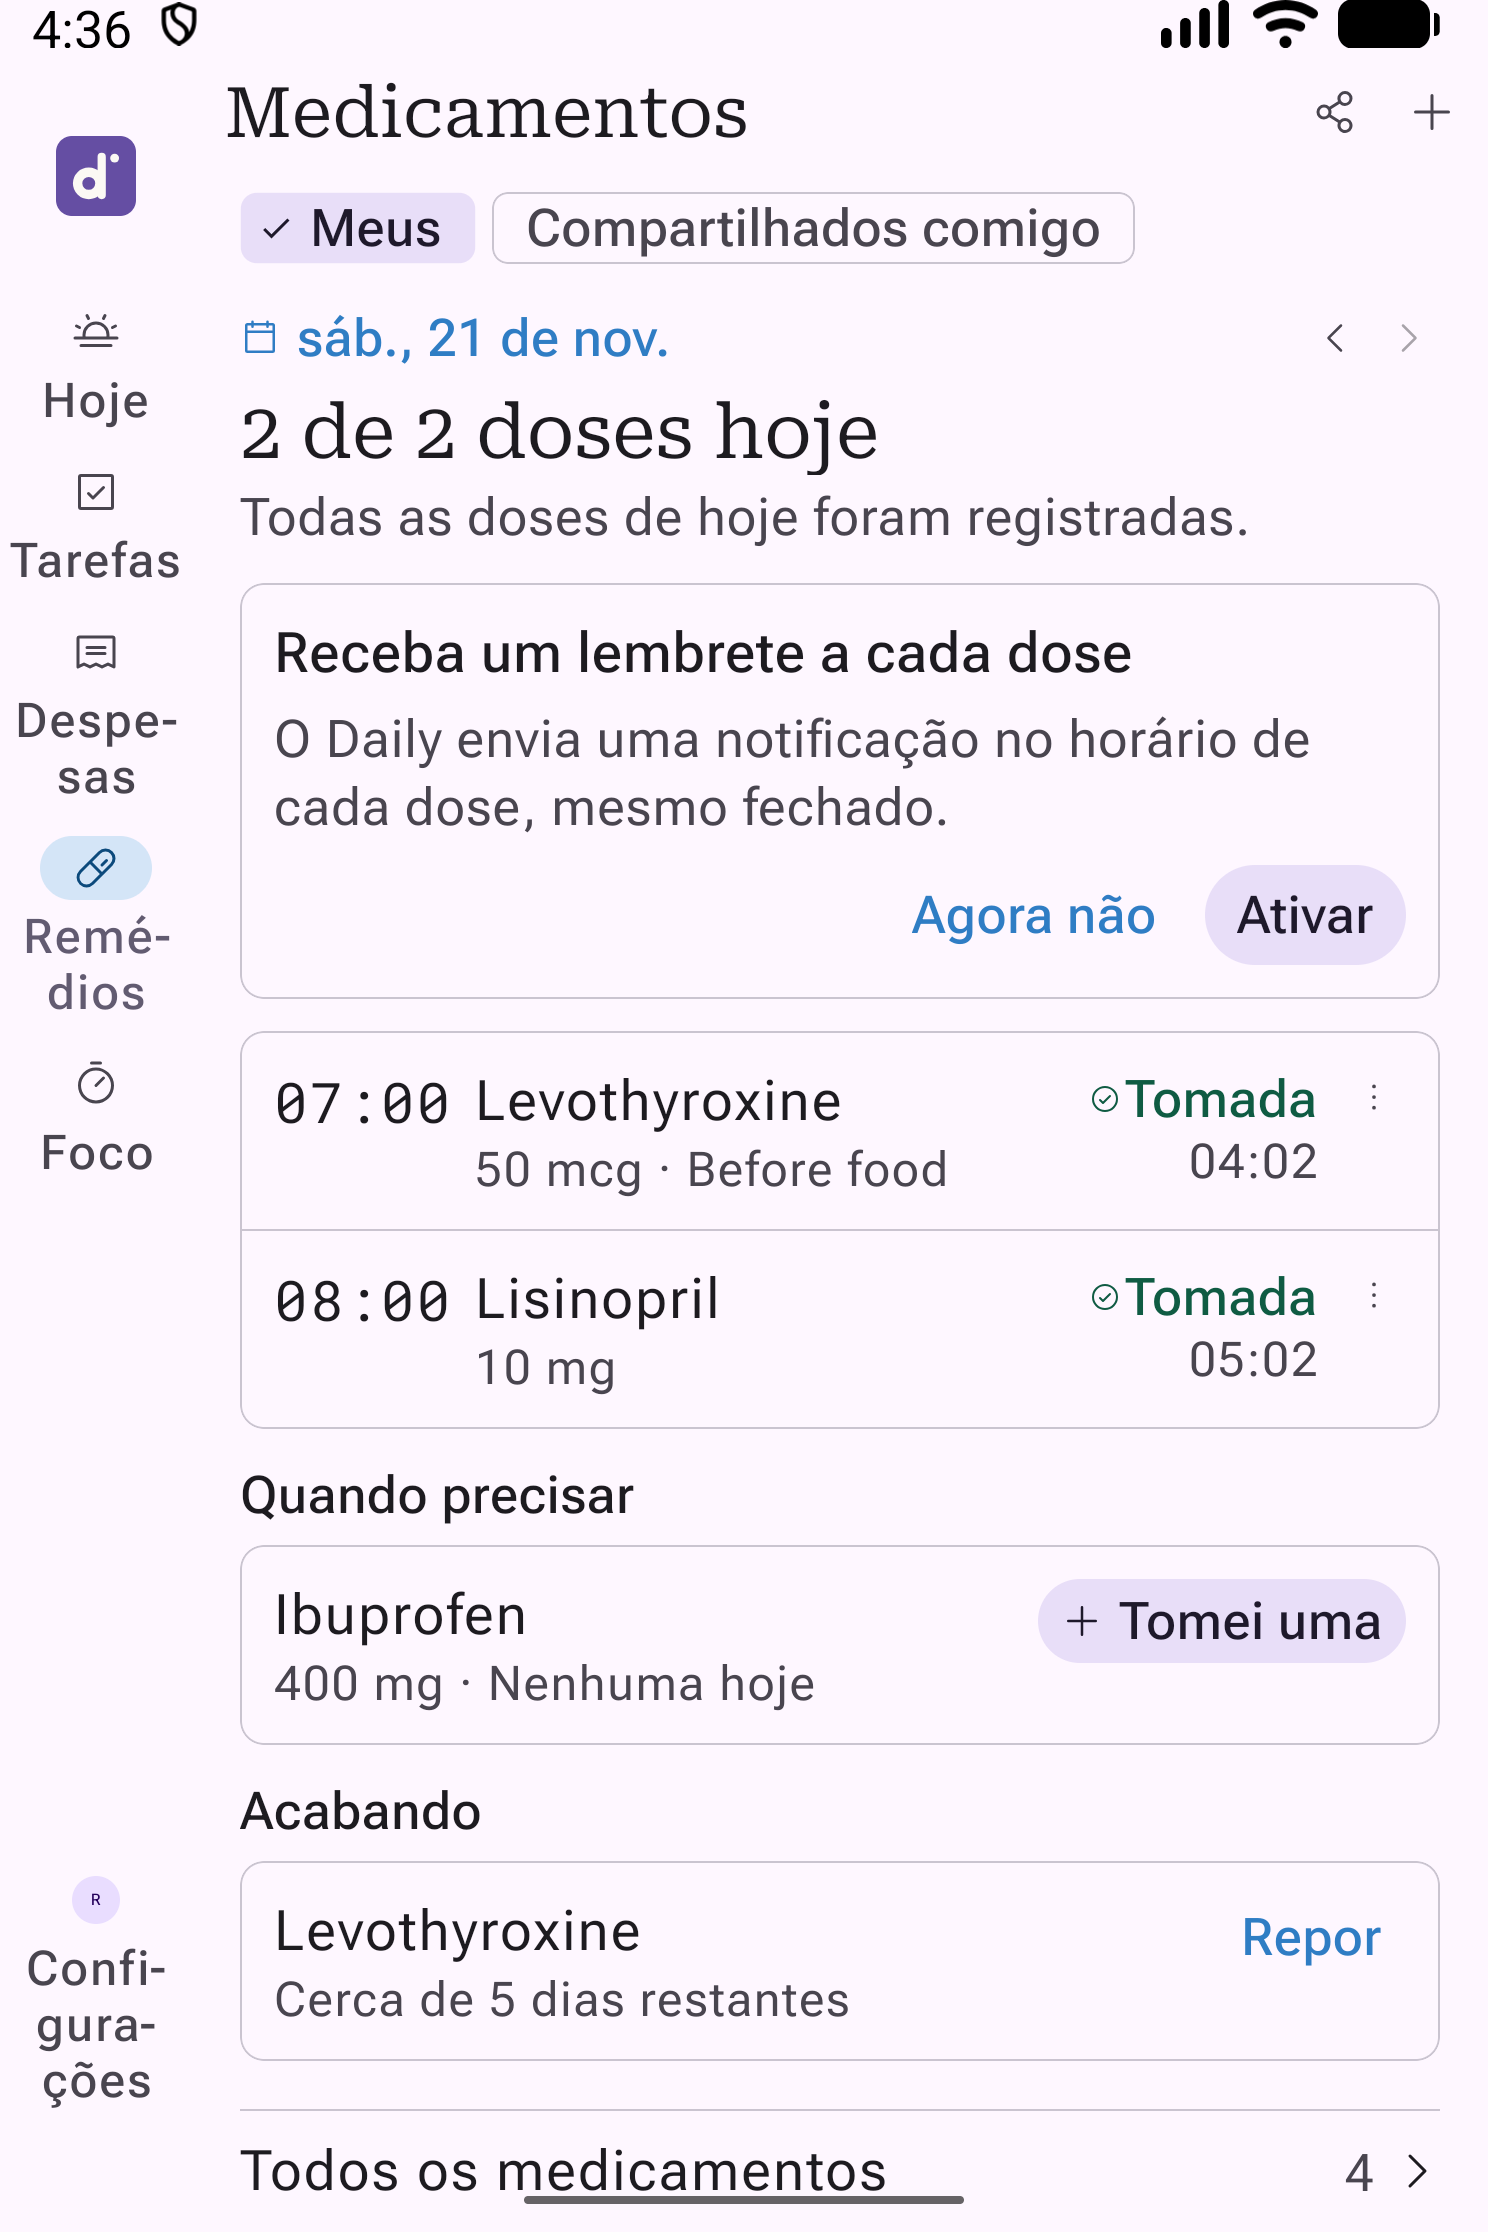 4:36
Medicamentos
d
Meus
Compartilhados comigo
sáb., 21 de nov.
2 de 2 doses hoje
Todas as doses de hoje foram registradas.
Hoje
Tarefas
Despe-
sas
Remé-
dios
Foco
Receba um lembrete a cada dose
O Daily envia uma notificação no horário de
cada dose, mesmo fechado.
Agora não
Ativar
07:00 Levothyroxine
Tomada
50 mcg · Before food
04:02
08:00 Lisinopril
Tomada
10 mg
05:02
Quando precisar
Ibuprofen
Tomei uma
400 mg · Nenhuma hoje
Acabando
Levothyroxine
Repor
Cerca de 5 dias restantes
R
Confi-
gura-
ções
Todos os medicamentos
4